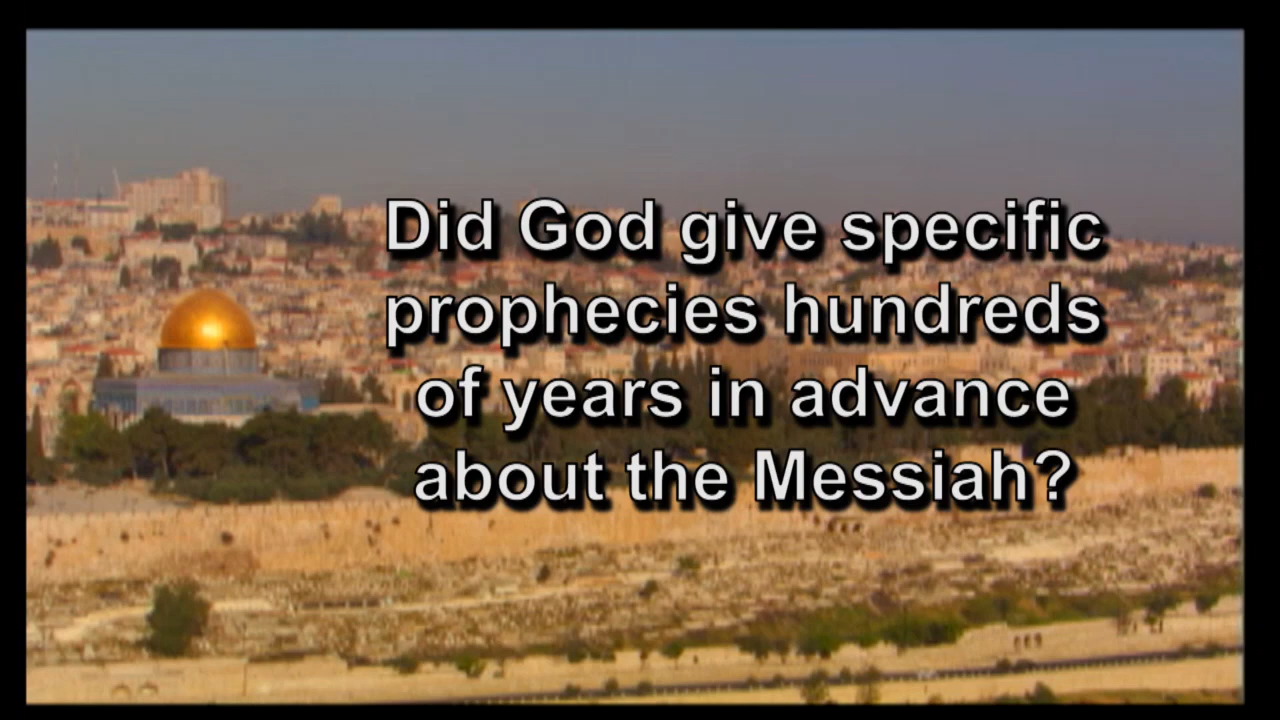 Did God give specific
prophecies hundreds
of years in advance
about the Messiah?